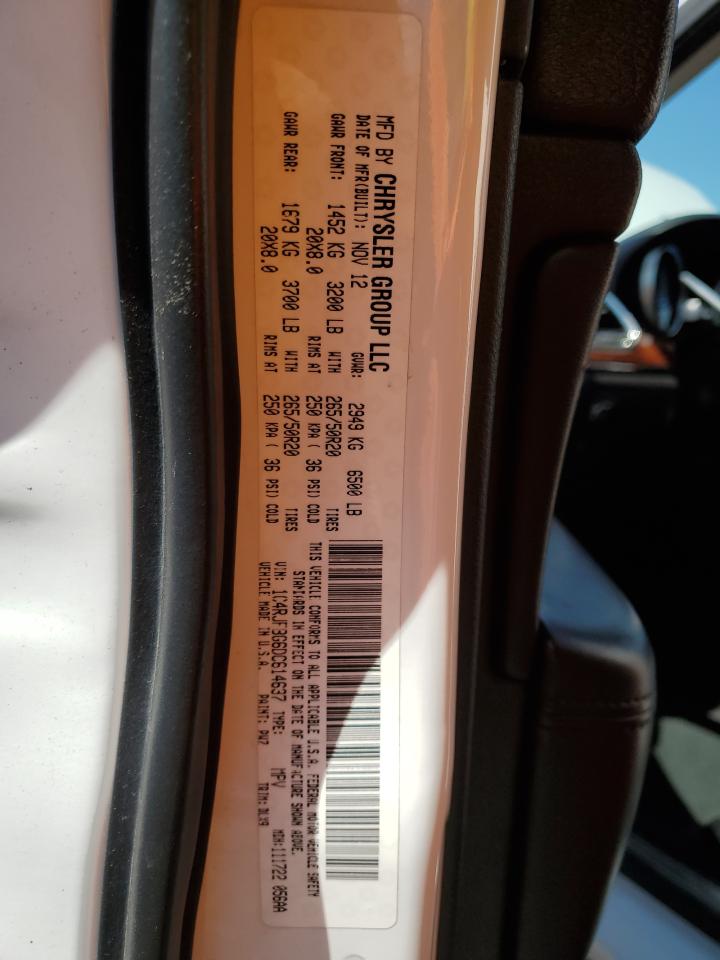 MFD BY CHRYSLER GROUP LLC
DATE OF MFR(BUILT): NOV 12 GVWR: 2949 KG 6500 LB
GAWR FRONT: 1452 KG 3200 LB WITH 265/50R20 TIRES
20X8.0 RIMS AT 250 KPA ( 36 PSI) COLD
GAWR REAR: 1679 KG 3700 LB WITH 265/50R20 TIRES
20X8.0 RIMS AT 250 KPA ( 36 PSI) COLD
THIS VEHICLE CONFORMS TO ALL APPLICABLE U.S.A. FEDERAL MOTOR VEHICLE SAFETY
STANDARDS IN EFFECT ON THE DATE OF MANUFACTURE SHOWN ABOVE.
VIN: 1C4RJF3G6DC614637 TYPE: MPV MDH:111722 056AA
VEHICLE MADE IN U.S.A. PAINT: PW7 TRIM: